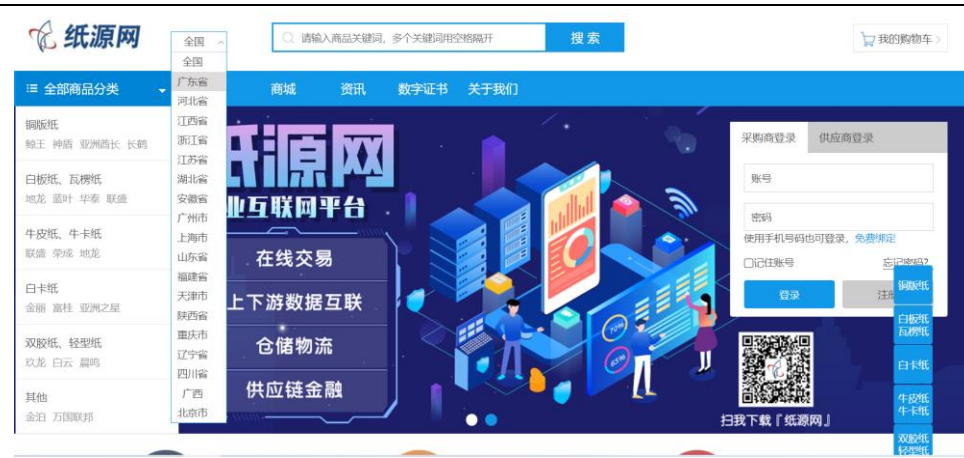 纸源网
全国
请输入商品关键词，多个关键词用空格隔开
搜索
我的购物车
全国
广东省
河北省
江西省
浙江省
江苏省
湖北省
安徽省
广州市
上海市
山东省
福建省
天津市
陕西省
重庆市
辽宁省
四川省
广西
北京市
全部商品分类
商城
资讯
数字证书
关于我们
铜版纸
鲸王 神盾 亚洲酋长 长鹤
白板纸、瓦楞纸
地龙 蓝叶 华泰 联盛
牛皮纸、牛卡纸
联盛 荣成 地龙
白卡纸
金丽 富桂 亚洲之星
双胶纸、轻型纸
玖龙 白云 晨鸣
其他
金泊 万国联邦
纸源网
业互联网平台
在线交易
上下游数据互联
仓储物流
供应链金融
70%
65%
采购商登录
供应商登录
账号
密码
使用手机号码也可登录，免费绑定
记住账号
忘记密码?
登录
注册
扫我下载『纸源网』
铜版纸
白板纸
瓦楞纸
白卡纸
牛皮纸
牛卡纸
双胶纸
轻型纸